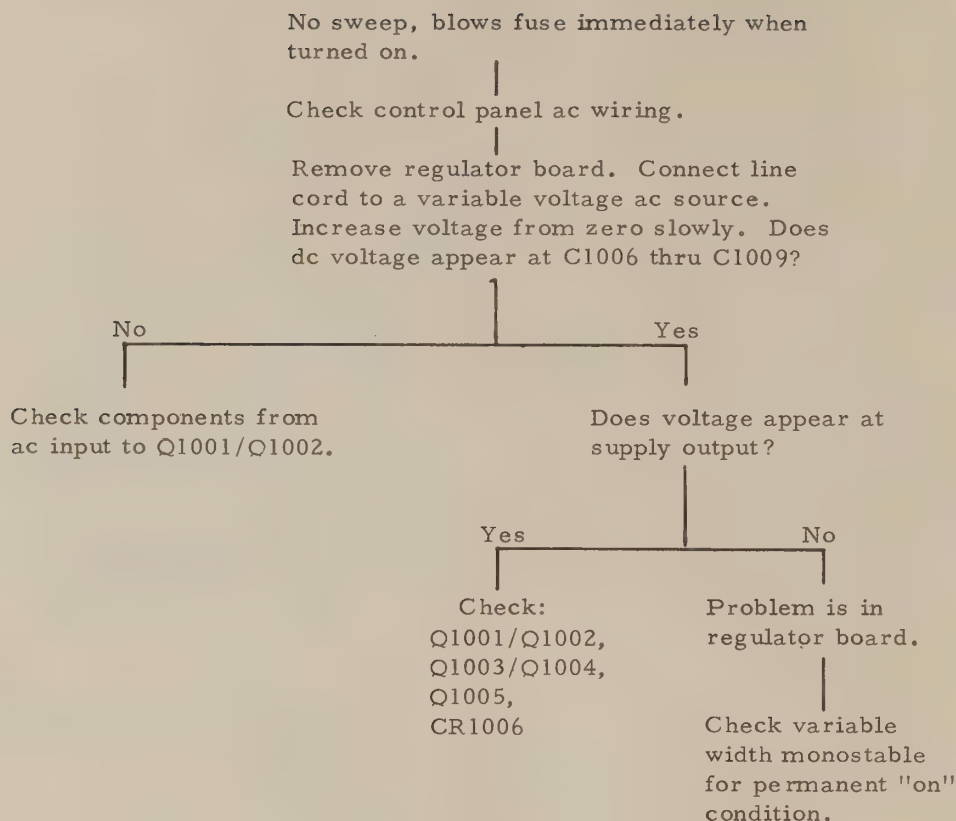 No sweep, blows fuse immediately when
turned on.
Check control panel ac wiring.
Remove regulator board. Connect line
cord to a variable voltage ac source.
Increase voltage from zero slowly. Does
dc voltage appear at C1006 thru C1009?
No
Yes
Check components from
ac input to Q1001/Q1002.
Does voltage appear at
supply output?
Yes
No
Check:
Q1001/Q1002,
Q1003/Q1004,
Q1005,
CR1006
Problem is in
regulator board.
Check variable
width monostable
for permanent "on"
condition.